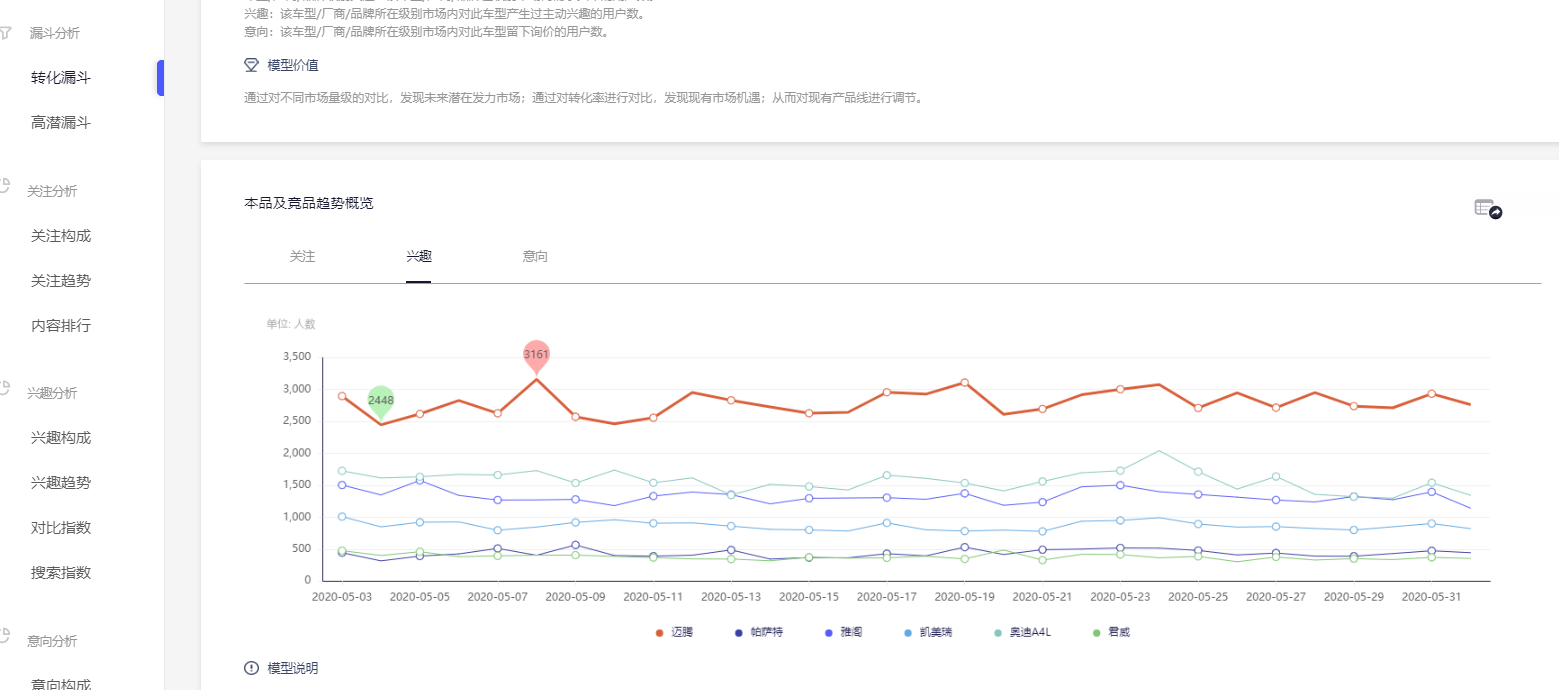 兴趣：该车型/厂商/品牌所在级别市场内对此车型产生过主动兴趣的用户数。
意向：该车型/厂商/品牌所在级别市场内对此车型留下询价的用户数。
模型价值
通过对不同市场量级的对比，发现未来潜在发力市场；通过对转化率进行对比，发现现有市场机遇；从而对现有产品线进行调节。
漏斗分析
转化漏斗
高潜漏斗
关注分析
关注构成
关注趋势
内容排行
兴趣分析
兴趣构成
兴趣趋势
对比指数
搜索指数
意向分析
意向构成
本品及竞品趋势概览
关注 兴趣 意向
单位: 人数
3,500
3,000
2,500
2,000
1,500
1,000
500
0
3161
2448
2020-05-03 2020-05-05 2020-05-07 2020-05-09 2020-05-11 2020-05-13 2020-05-15 2020-05-17 2020-05-19 2020-05-21 2020-05-23 2020-05-25 2020-05-27 2020-05-29 2020-05-31
迈腾 帕萨特 雅阁 凯美瑞 奥迪A4L 君威
模型说明